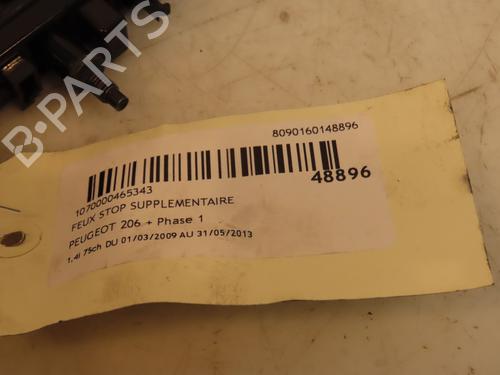 B-PARTS
8090160148896
1070000465343
48896
FEUX STOP SUPPLEMENTAIRE
PEUGEOT 206 + Phase 1
1.4i 75ch DU 01/03/2009 AU 31/05/2013